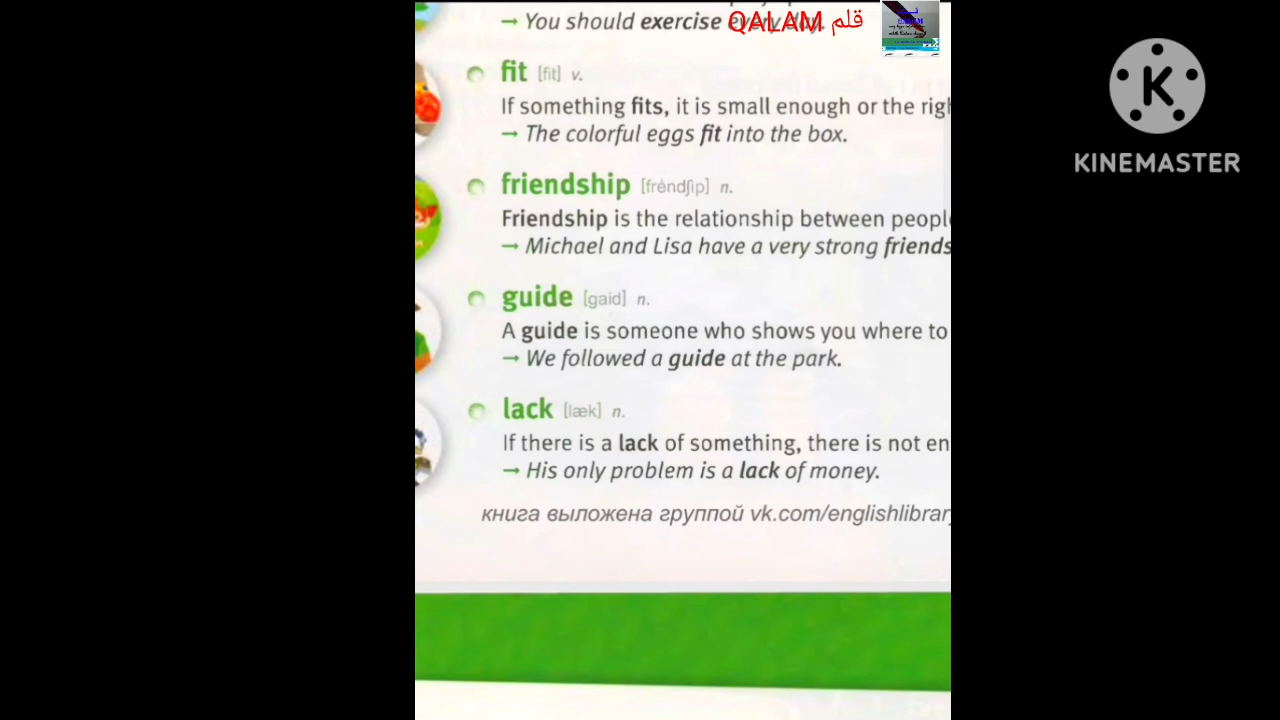 → You should exercise every day.
QALAM قلم
fit [fit] v.
If something fits, it is small enough or the righ
→ The colorful eggs fit into the box.
friendship [fréndʃip] n.
Friendship is the relationship between peopl
→ Michael and Lisa have a very strong friends
guide [gaid] n.
A guide is someone who shows you where to
→ We followed a guide at the park.
lack [læk] n.
If there is a lack of something, there is not en
→ His only problem is a lack of money.
книга выложена группой vk.com/englishlibrary
K
KINEMASTER